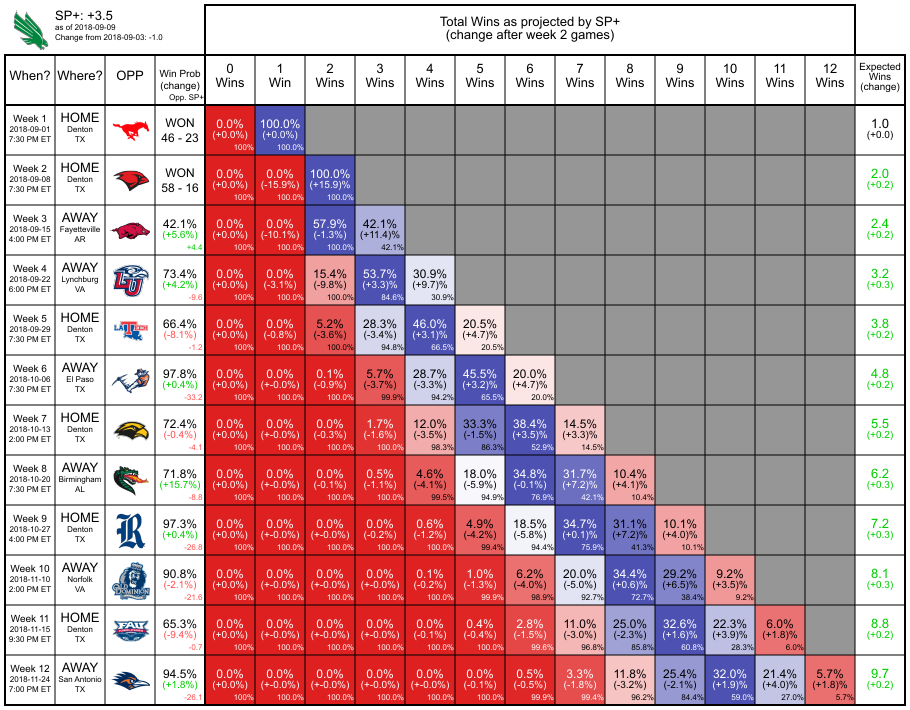 SP+: +3.5
as of 2018-09-09
Change from 2018-09-03: -1.0
Total Wins as projected by SP+
(change after week 2 games)
When? Where? OPP Win Prob (change) Opp. SP+ 0 Wins 1 Win 2 Wins 3 Wins 4 Wins 5 Wins 6 Wins 7 Wins 8 Wins 9 Wins 10 Wins 11 Wins 12 Wins Expected Wins (change)
Week 1 HOME WON 0.0% 100.0% 1.0
2018-09-01 Denton 46 - 23 (+0.0%) (+0.0%) (+0.0)
7:30 PM ET TX 100% 100.0%
Week 2 HOME WON 0.0% 0.0% 100.0% 2.0
2018-09-08 Denton 58 - 16 (+0.0%) (-15.9%) (+15.9)% (+0.2)
7:30 PM ET TX 100% 100.0% 100.0%
Week 3 AWAY 42.1% 0.0% 0.0% 57.9% 42.1% 2.4
2018-09-15 Fayetteville (+5.6%) (+0.0%) (-10.1%) (-1.3%) (+11.4)% (+0.2)
4:00 PM ET AR +4.4 100% 100.0% 100.0% 42.1%
Week 4 AWAY LU 73.4% 0.0% 0.0% 15.4% 53.7% 30.9% 3.2
2018-09-22 Lynchburg (+4.2%) (+0.0%) (-3.1%) (-9.8%) (+3.3)% (+9.7)% (+0.3)
6:00 PM ET VA -9.6 100% 100.0% 100.0% 84.6% 30.9%
Week 5 HOME LA TECH 66.4% 0.0% 0.0% 5.2% 28.3% 46.0% 20.5% 3.8
2018-09-29 Denton (-8.1%) (+0.0%) (-0.8%) (-3.6%) (-3.4%) (+3.1)% (+4.7)% (+0.2)
7:30 PM ET TX -1.2 100% 100.0% 100.0% 94.8% 66.5% 20.5%
Week 6 AWAY 97.8% 0.0% 0.0% 0.1% 5.7% 28.7% 45.5% 20.0% 4.8
2018-10-06 El Paso (+0.4%) (+0.0%) (+-0.0%) (-0.9%) (-3.7%) (-3.3%) (+3.2)% (+4.7)% (+0.2)
7:30 PM ET TX -33.2 100% 100.0% 100.0% 99.9% 94.2% 65.5% 20.0%
Week 7 HOME 72.4% 0.0% 0.0% 0.0% 1.7% 12.0% 33.3% 38.4% 14.5% 5.5
2018-10-13 Denton (-0.4%) (+0.0%) (+-0.0%) (-0.3%) (-1.6%) (-3.5%) (-1.5%) (+3.5)% (+3.3)% (+0.2)
2:00 PM ET TX -4.1 100% 100.0% 100.0% 100.0% 98.3% 86.3% 52.9% 14.5%
Week 8 AWAY 71.8% 0.0% 0.0% 0.0% 0.5% 4.6% 18.0% 34.8% 31.7% 10.4% 6.2
2018-10-20 Birmingham (+15.7%) (+0.0%) (+-0.0%) (-0.1%) (-1.1%) (-4.1%) (-5.9%) (-0.1%) (+7.2)% (+4.1)% (+0.3)
7:30 PM ET AL -8.8 100% 100.0% 100.0% 100.0% 99.5% 94.9% 76.9% 42.1% 10.4%
Week 9 HOME R 97.3% 0.0% 0.0% 0.0% 0.0% 0.6% 4.9% 18.5% 34.7% 31.1% 10.1% 7.2
2018-10-27 Denton (+0.4%) (+0.0%) (+-0.0%) (+-0.0%) (-0.2%) (-1.2%) (-4.2%) (-5.8%) (+0.1)% (+7.2)% (+4.0)% (+0.3)
4:00 PM ET TX -26.8 100% 100.0% 100.0% 100.0% 100.0% 99.4% 94.4% 75.9% 41.3% 10.1%
Week 10 AWAY OLD DOMINION 90.8% 0.0% 0.0% 0.0% 0.0% 0.1% 1.0% 6.2% 20.0% 34.4% 29.2% 9.2% 8.1
2018-11-10 Norfolk (-2.1%) (+0.0%) (+-0.0%) (+-0.0%) (+-0.0%) (-0.2%) (-1.3%) (-4.0%) (-5.0%) (+0.6)% (+6.5)% (+3.5)% (+0.3)
2:00 PM ET VA -21.6 100% 100.0% 100.0% 100.0% 100.0% 99.9% 98.9% 92.7% 72.7% 38.4% 9.2%
Week 11 HOME FAU 65.3% 0.0% 0.0% 0.0% 0.0% 0.0% 0.4% 2.8% 11.0% 25.0% 32.6% 22.3% 6.0% 8.8
2018-11-15 Denton (-9.4%) (+0.0%) (+-0.0%) (+-0.0%) (+-0.0%) (-0.1%) (-0.4%) (-1.5%) (-3.0%) (-2.3%) (+1.6)% (+3.9)% (+1.8)% (+0.2)
9:30 PM ET TX -0.7 100% 100.0% 100.0% 100.0% 100.0% 100.0% 99.6% 96.8% 85.8% 60.8% 28.3% 6.0%
Week 12 AWAY 94.5% 0.0% 0.0% 0.0% 0.0% 0.0% 0.0% 0.5% 3.3% 11.8% 25.4% 32.0% 21.4% 5.7% 9.7
2018-11-24 San Antonio (+1.8%) (+0.0%) (+-0.0%) (+-0.0%) (+-0.0%) (+-0.0%) (-0.1%) (-0.5%) (-1.8%) (-3.2%) (-2.1%) (+1.9)% (+4.0)% (+1.8)% (+0.2)
7:00 PM ET TX -26.1 100% 100.0% 100.0% 100.0% 100.0% 100.0% 99.9% 99.4% 96.2% 84.4% 59.0% 27.0% 5.7%